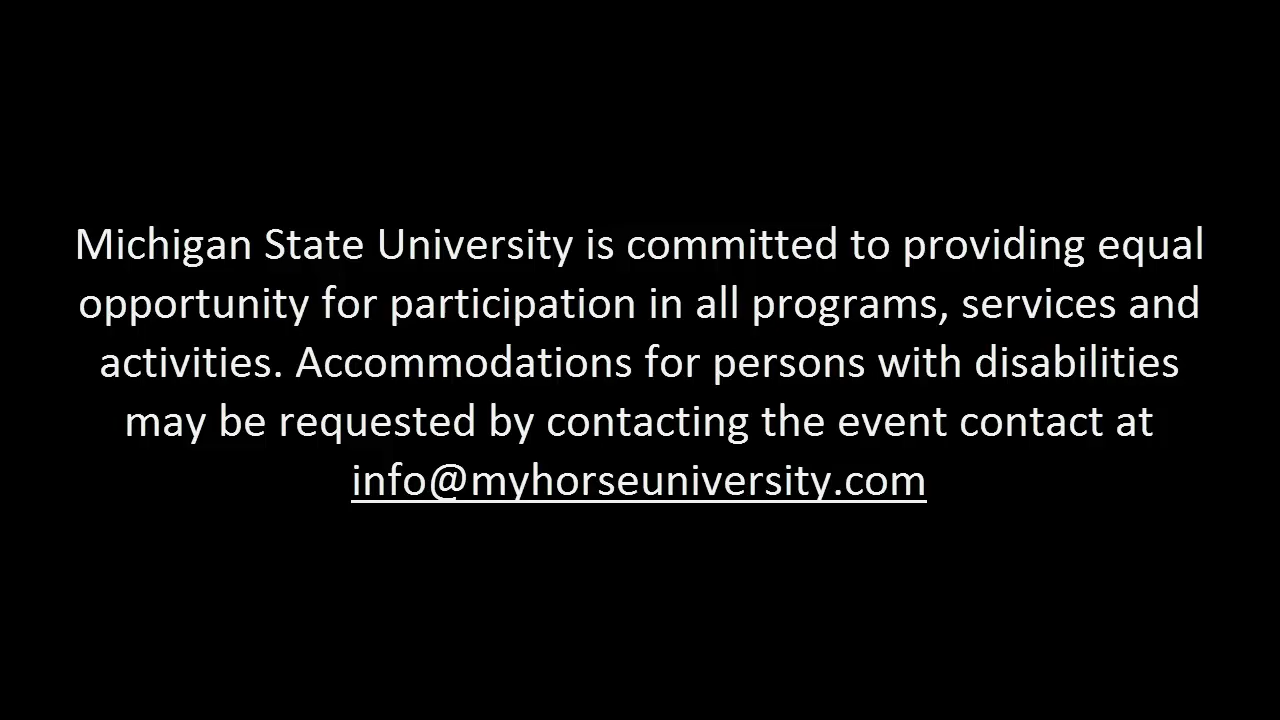 Michigan State University is committed to providing equal
opportunity for participation in all programs, services and
activities. Accommodations for persons with disabilities
may be requested by contacting the event contact at
info@myhorseuniversity.com